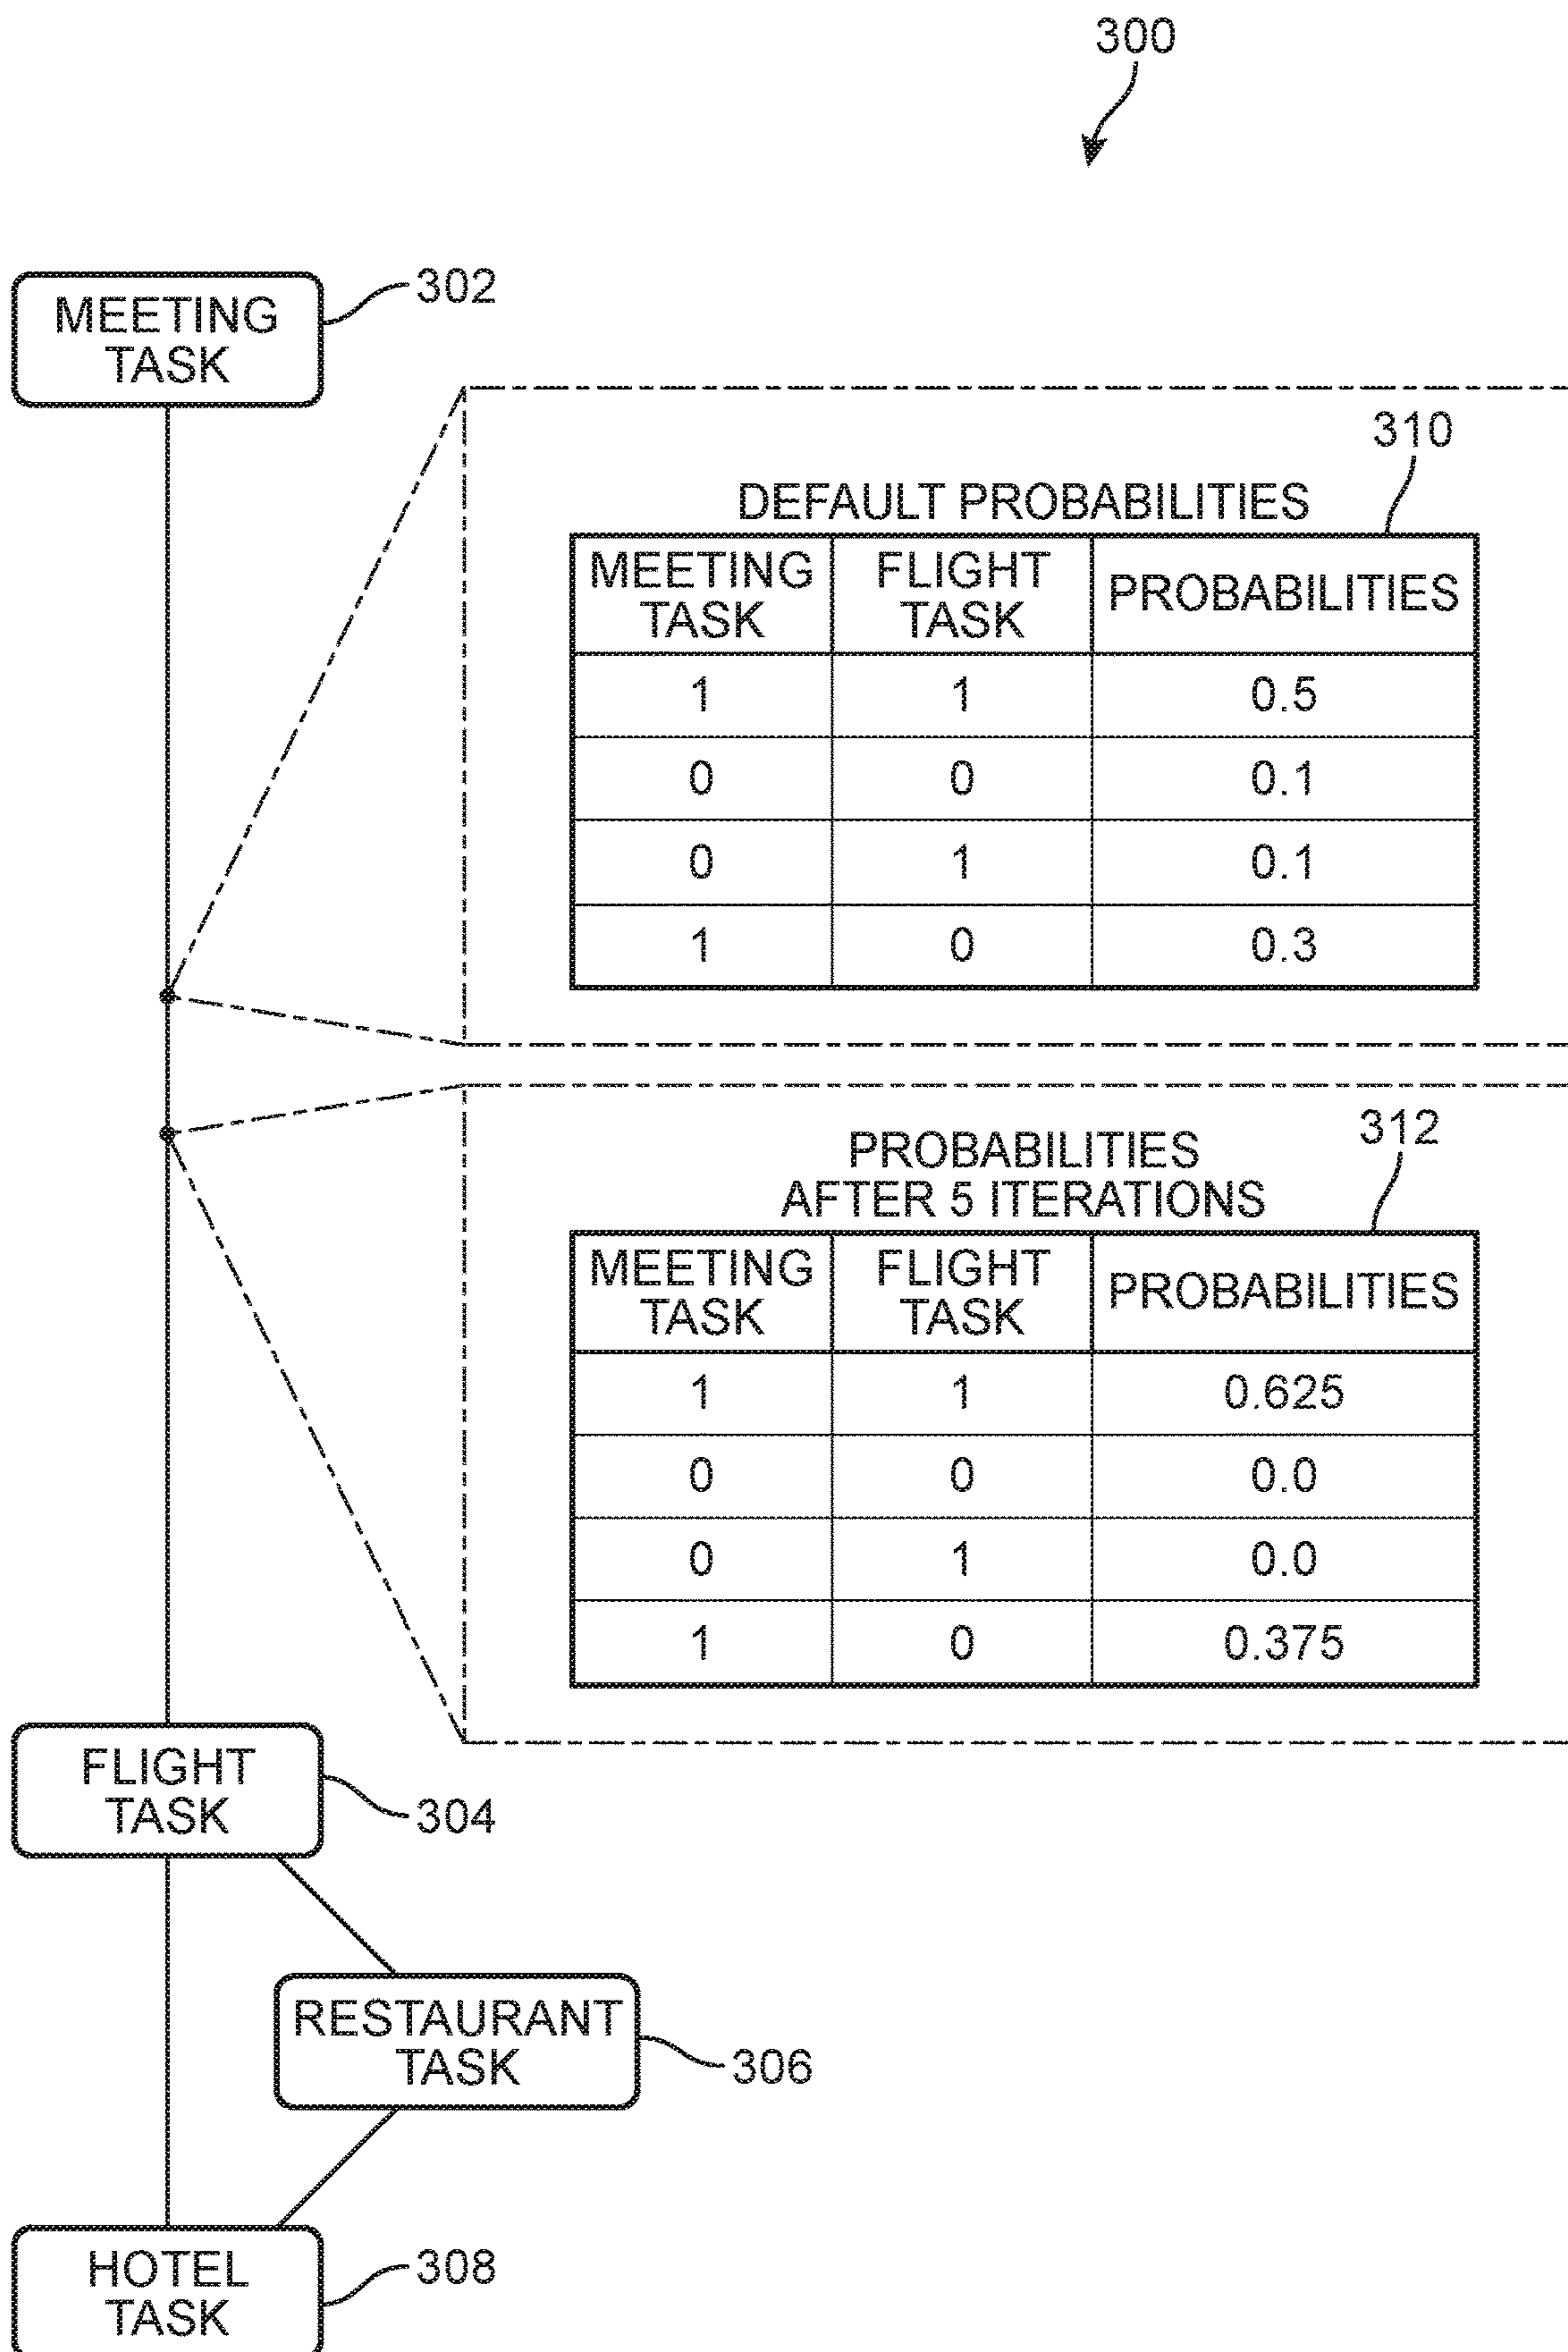 300
MEETING
TASK
302
310
DEFAULT PROBABILITIES
MEETING TASK FLIGHT TASK PROBABILITIES
1 1 0.5
0 0 0.1
0 1 0.1
1 0 0.3
312
PROBABILITIES
AFTER 5 ITERATIONS
MEETING TASK FLIGHT TASK PROBABILITIES
1 1 0.625
0 0 0.0
0 1 0.0
1 0 0.375
FLIGHT
TASK
304
RESTAURANT
TASK
306
HOTEL
TASK
308